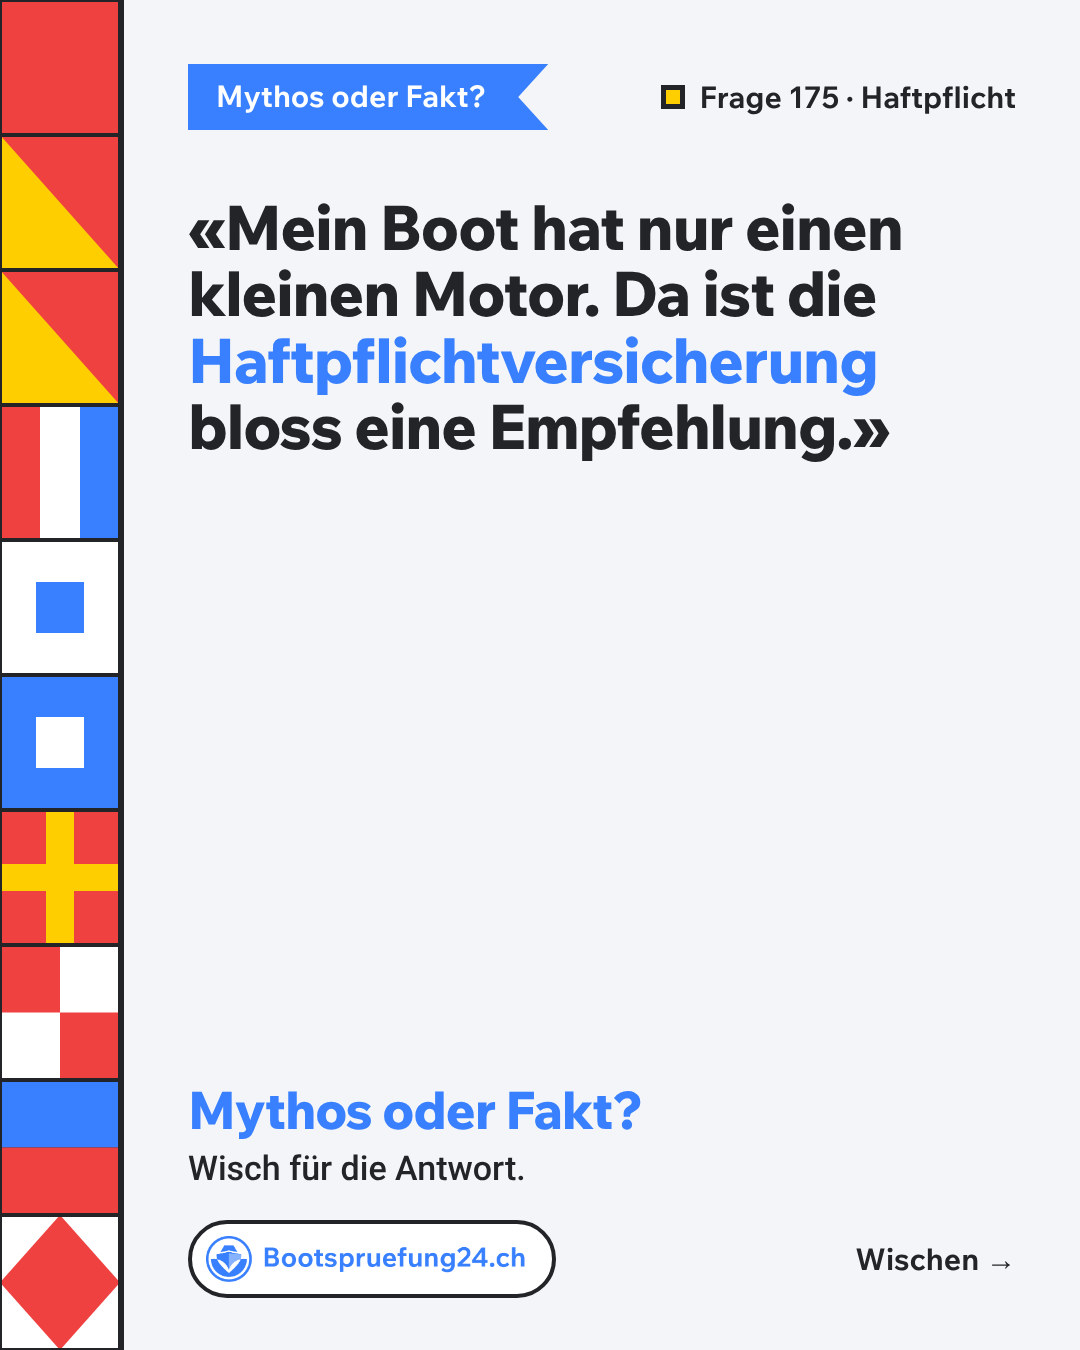 Mythos oder Fakt?
Frage 175 · Haftpflicht
«Mein Boot hat nur einen
kleinen Motor. Da ist die
Haftpflichtversicherung
bloss eine Empfehlung.»
Mythos oder Fakt?
Wisch für die Antwort.
Bootspruefung24.ch
Wischen →